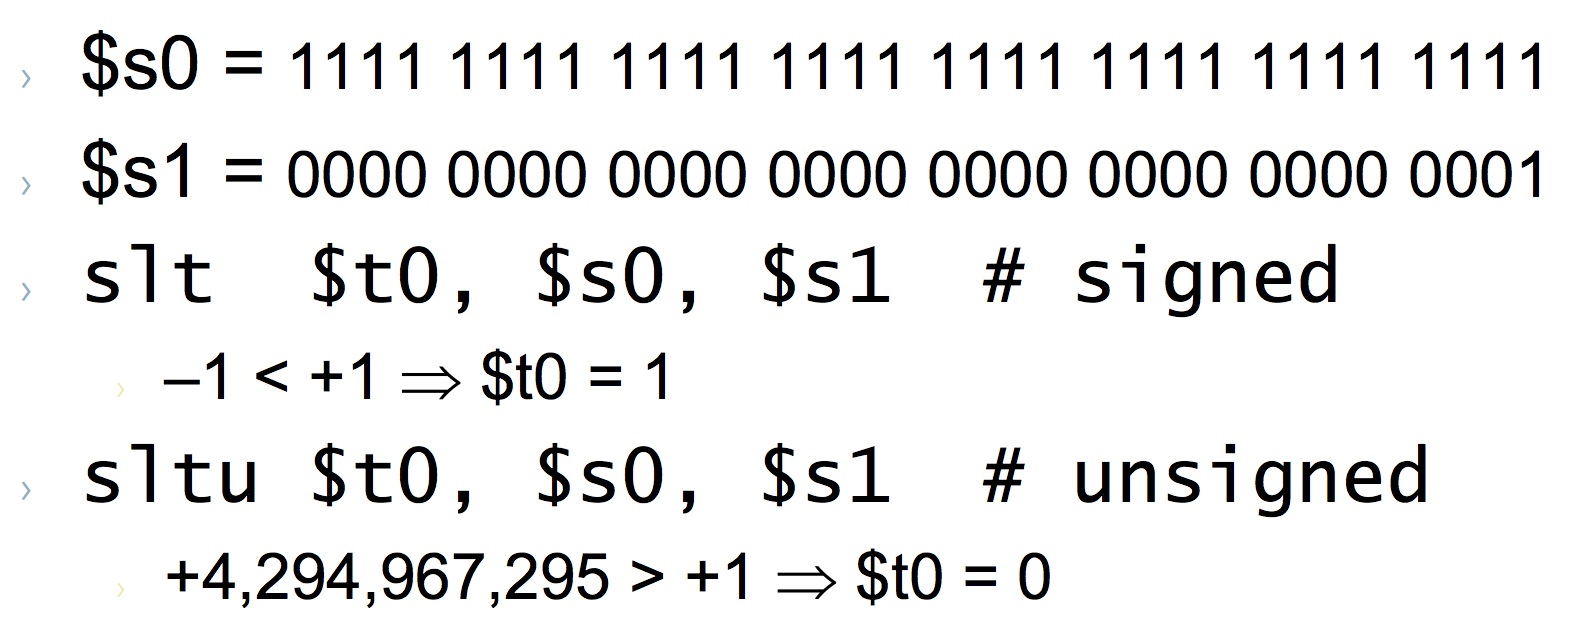 › $s0 = 1111 1111 1111 1111 1111 1111 1111 1111
› $s1 = 0000 0000 0000 0000 0000 0000 0000 0001
› slt  $t0, $s0, $s1  # signed
› –1 < +1 ⇒ $t0 = 1
› sltu $t0, $s0, $s1  # unsigned
› +4,294,967,295 > +1 ⇒ $t0 = 0